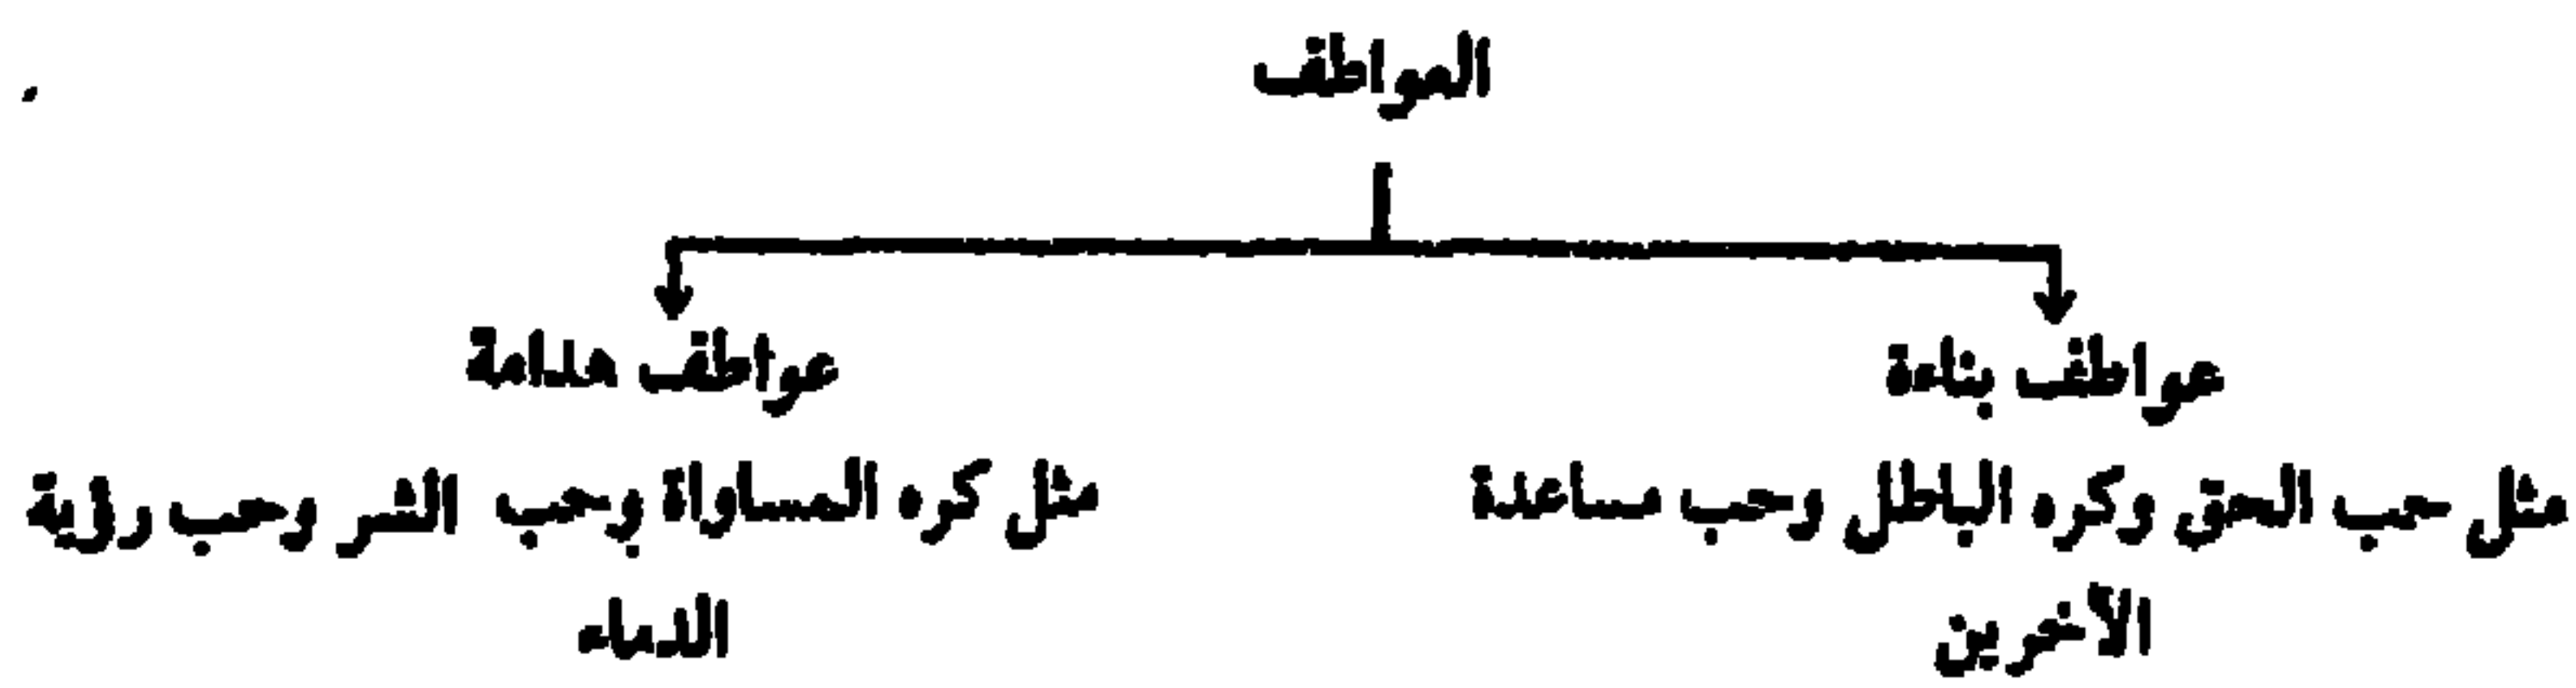 العواطف
عواطف بناءة
مثل حب الحق وكره الباطل وحب مساعدة
الآخرين
عواطف هدامة
مثل كره المساواة وحب الشر وحب رؤية
الدماء